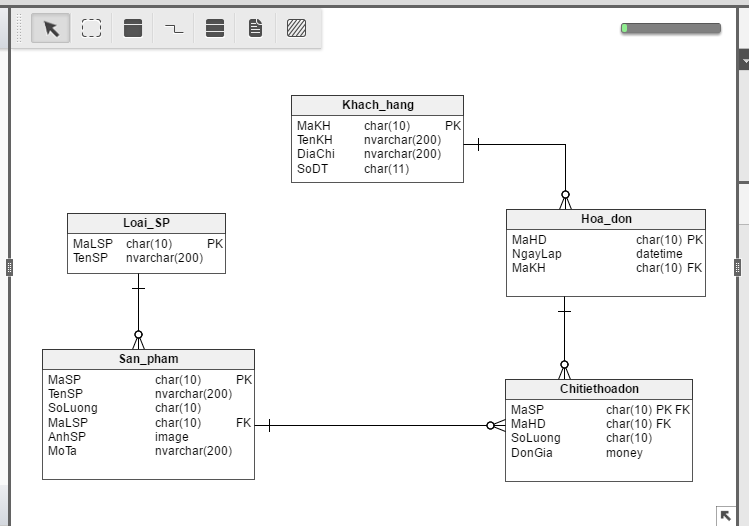 Khach_hang
MaKH char(10) PK
TenKH nvarchar(200)
DiaChi nvarchar(200)
SoDT char(11)
Loai_SP
MaLSP char(10) PK
TenSP nvarchar(200)
Hoa_don
MaHD char(10) PK
NgayLap datetime
MaKH char(10) FK
San_pham
MaSP char(10) PK
TenSP nvarchar(200)
SoLuong char(10)
MaLSP char(10) FK
AnhSP image
MoTa nvarchar(200)
Chitiethoadon
MaSP char(10) PK FK
MaHD char(10) FK
SoLuong char(10)
DonGia money